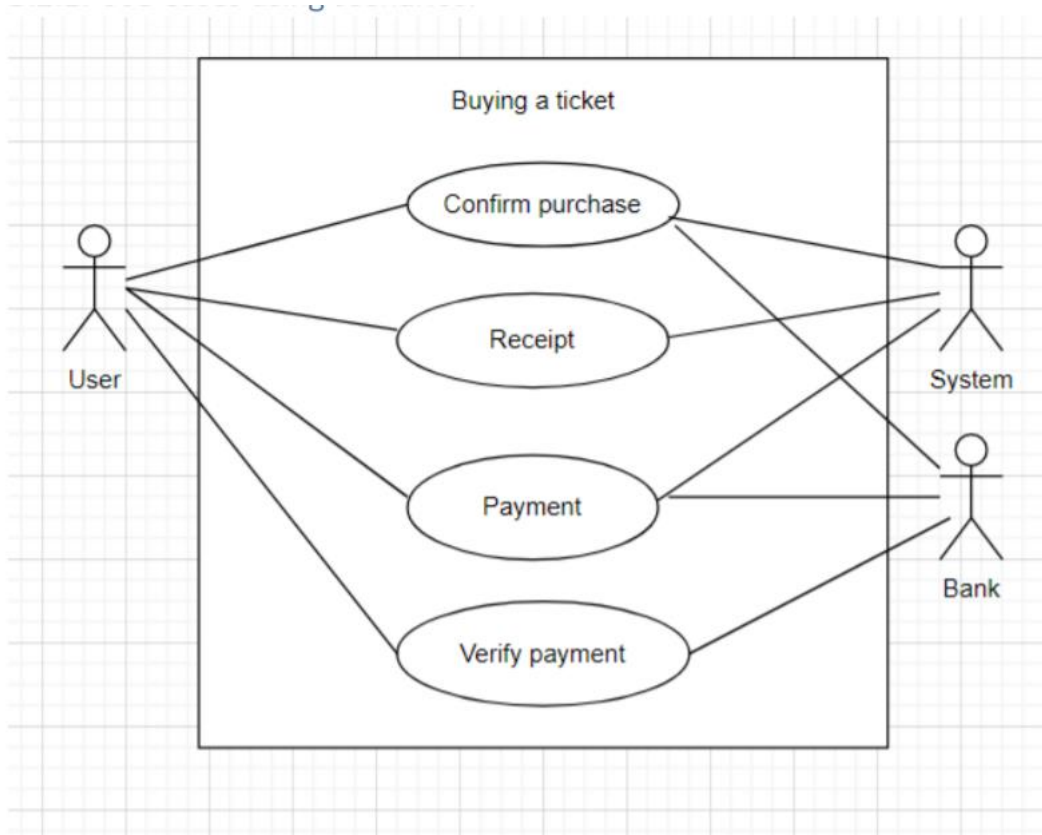 Buying a ticket
Confirm purchase
Receipt
User
System
Payment
Bank
Verify payment